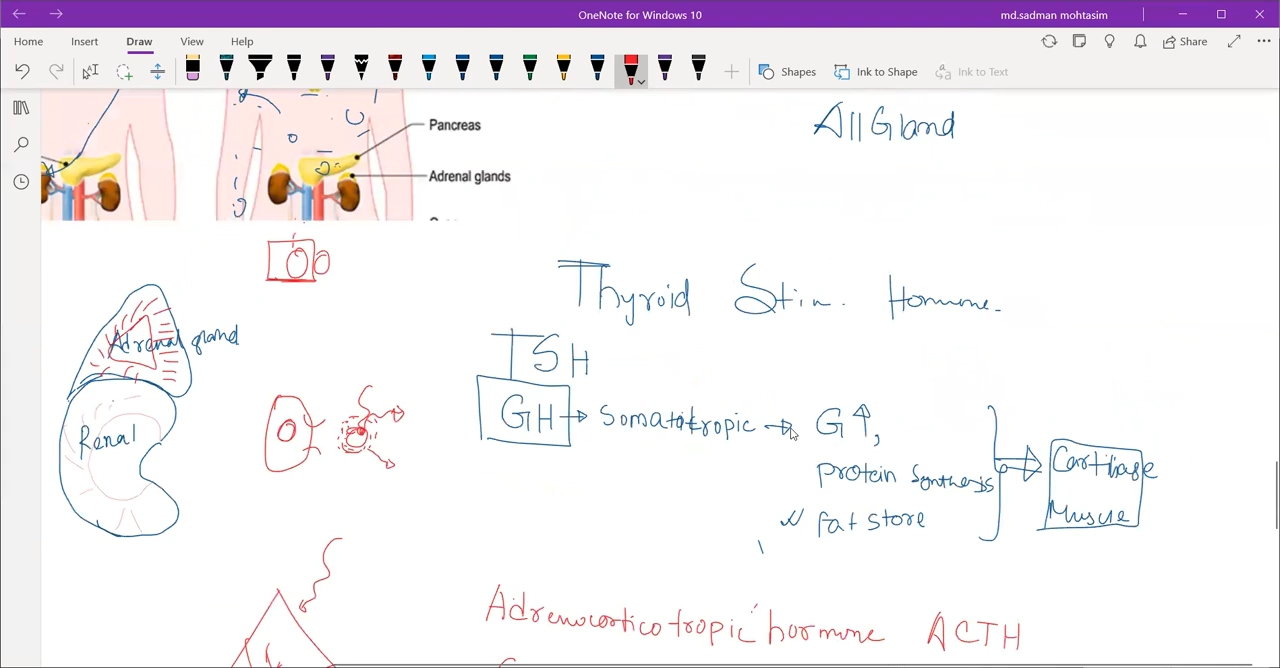 OneNote for Windows 10
md.sadman mohtasim
Home Insert Draw View Help
Share
Shapes
Ink to Shape
Ink to Text
Pancreas
Adrenal glands
All Gland
Thyroid Stim. Hormone.
TSH
GH → Somatotropic → G↑,
protein synthesis
fat store
Cartilage
Muscle
Adrenal gland
Renal
Adrenocorticotropic hormone ACTH